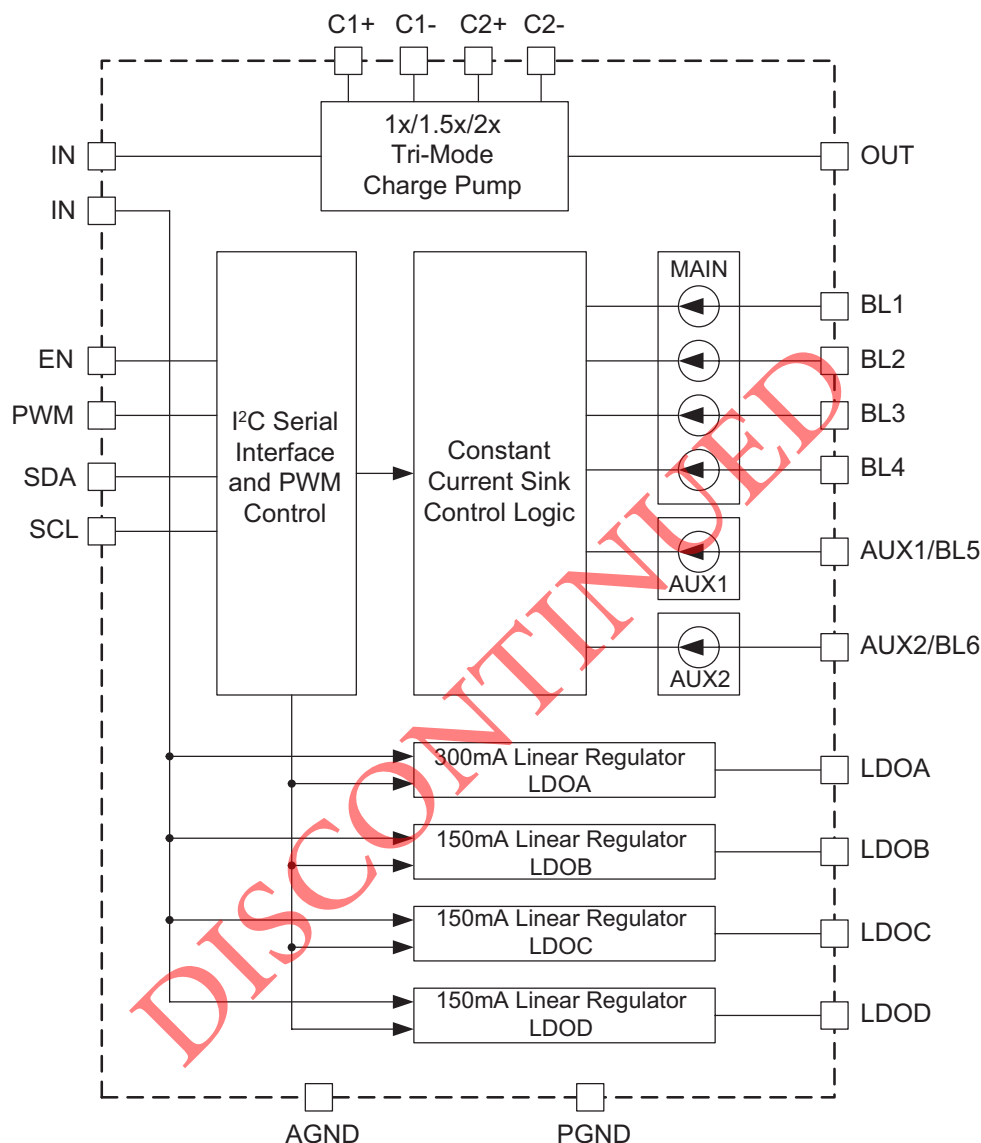 C1+ C1- C2+ C2-
1x/1.5x/2x
Tri-Mode
Charge Pump
IN
OUT
IN
MAIN
BL1
EN
BL2
PWM
BL3
I²C Serial
Interface
and PWM
Control
Constant
Current Sink
Control Logic
SDA
BL4
SCL
AUX1/BL5
AUX1
AUX2/BL6
AUX2
300mA Linear Regulator
LDOA
LDOA
150mA Linear Regulator
LDOB
LDOB
150mA Linear Regulator
LDOC
LDOC
150mA Linear Regulator
LDOD
LDOD
AGND
PGND
DISCONTINUED